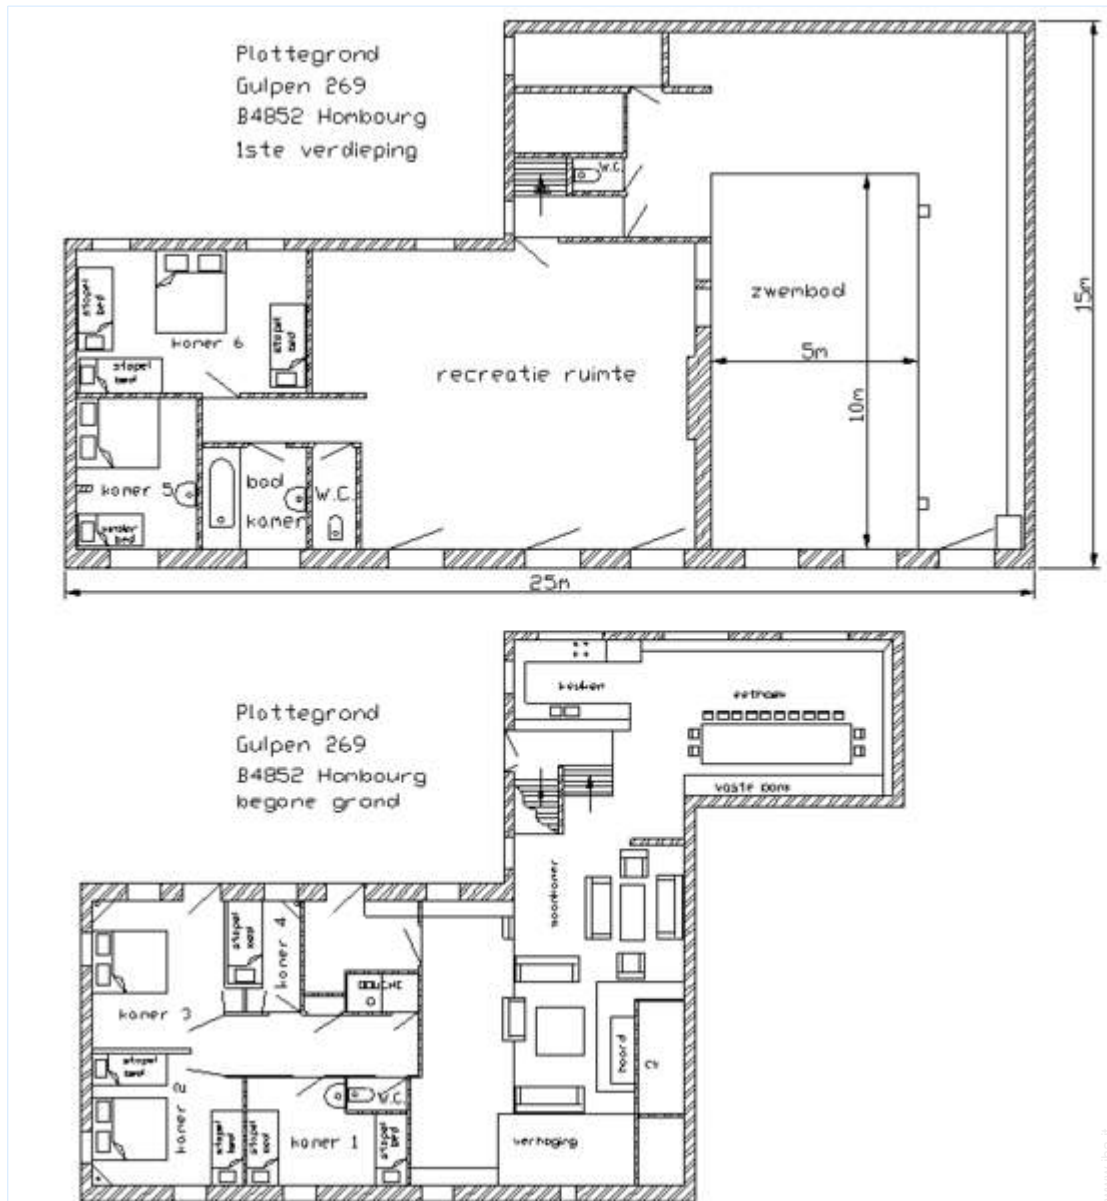 Plattegrond
Gulpen 269
B4852 Hombourg
1ste verdieping
W.C.
15m
zwembad
stapel
bed
kamer 6
stapel
bed
stapel
bed
5m
recreatie ruimte
10m
kamer 5
bad
kamer
W.C.
bed
25m
keuken
eethoek
Plattegrond
Gulpen 269
B4852 Hombourg
begane grond
vaste bank
woonkamer
stapel
bed
kamer 4
kamer 3
haard
stapel
bed
kamer 2
W.C.
stapel
bed
stapel
bed
kamer 1
stapel
bed
verhoging